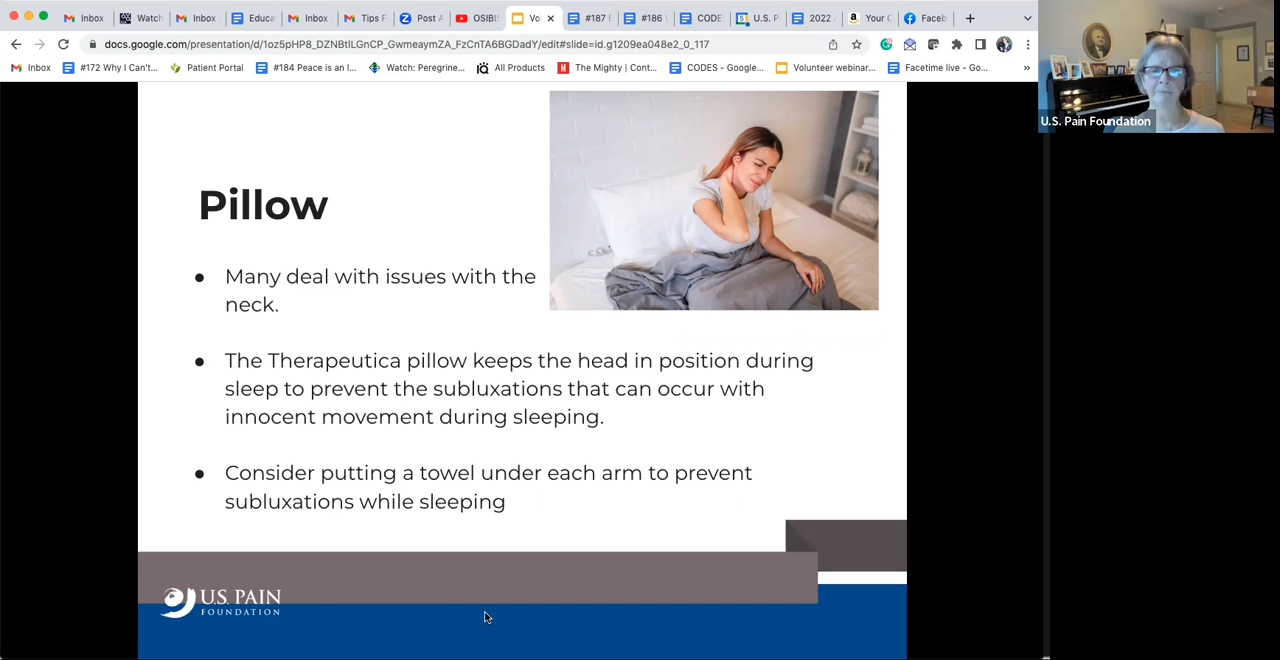 Inbox
Watch
Inbox
Educa
Inbox
Tips F
Post A
OSIBIS
Vo
#187 E
#186
CODE
U.S. P
2022
Your C
Faceb
docs.google.com/presentation/d/1oz5pHP8_DZNBtlLGnCP_GwmeaymZA_FzCnTA6BGDadY/edit#slide=id.g1209ea048e2_0_117
Inbox
#172 Why I Can't...
Patient Portal
#184 Peace is an I...
Watch: Peregrine...
All Products
The Mighty | Cont...
CODES - Google...
Volunteer webinar...
Facetime live - Go...
U.S. Pain Foundation
Pillow
● Many deal with issues with the
neck.
● The Therapeutica pillow keeps the head in position during
sleep to prevent the subluxations that can occur with
innocent movement during sleeping.
● Consider putting a towel under each arm to prevent
subluxations while sleeping
U.S. PAIN
FOUNDATION